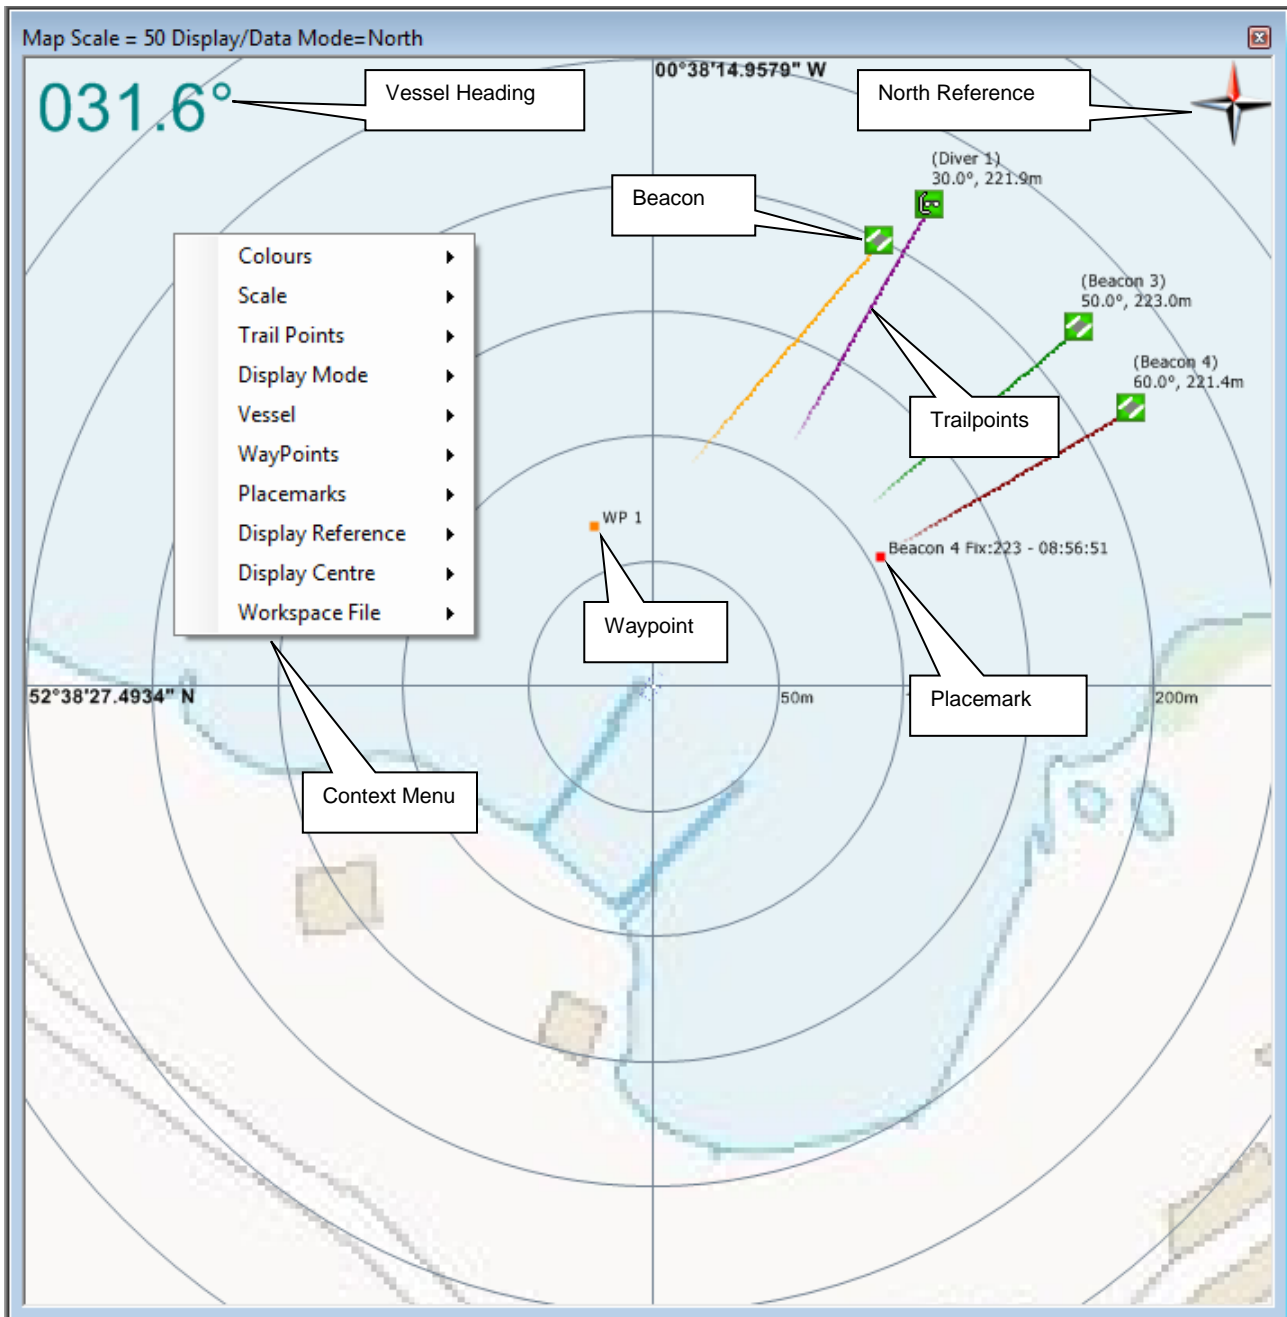 Map Scale = 50 Display/Data Mode=North
031.6°
Vessel Heading
00°38'14.9579" W
North Reference
(Diver 1)
30.0°, 221.9m
Beacon
(Beacon 3)
50.0°, 223.0m
(Beacon 4)
60.0°, 221.4m
Trailpoints
Colours
Scale
Trail Points
Display Mode
Vessel
WayPoints
Placemarks
Display Reference
Display Centre
Workspace File
WP 1
Beacon 4 Fix:223 - 08:56:51
Waypoint
Placemark
52°38'27.4934" N
50m
200m
Context Menu